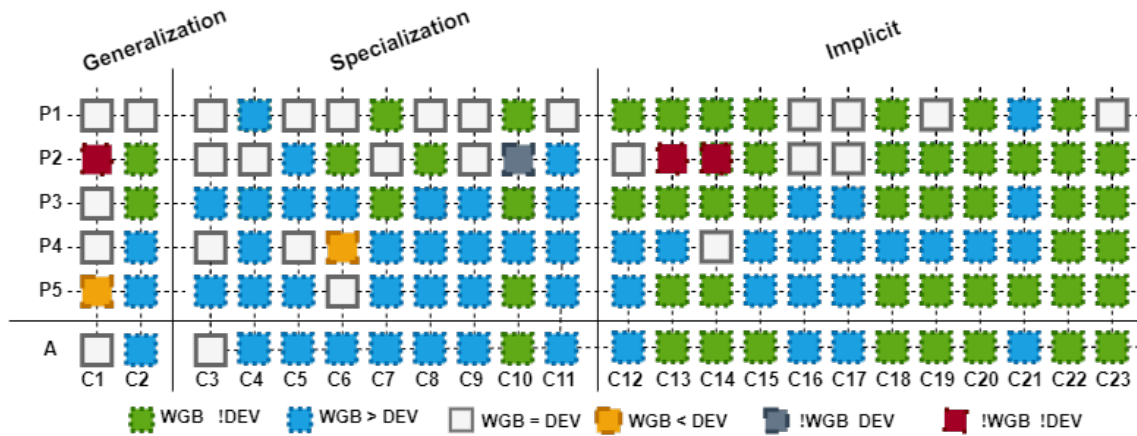 Generalization Specialization Implicit
P1
P2
P3
P4
P5
A
C1 C2 C3 C4 C5 C6 C7 C8 C9 C10 C11 C12 C13 C14 C15 C16 C17 C18 C19 C20 C21 C22 C23
WGB !DEV WGB > DEV WGB = DEV WGB < DEV !WGB DEV !WGB !DEV